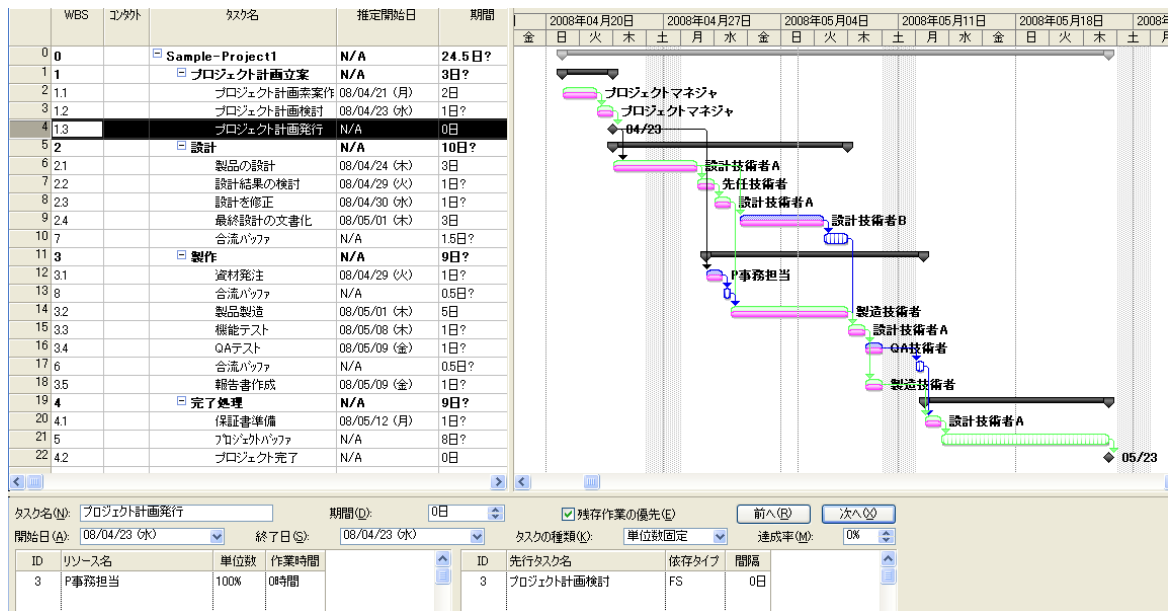 WBS コンタクト タスク名 推定開始日 期間 2008年04月20日 2008年04月27日 2008年05月04日 2008年05月11日 2008年05月18日 2008
金 日 火 木 土 月 水 金 日 火 木 土 月 水 金 日 火 木 土 月
0 0 Sample-Project1 N/A 24.5日?
1 1 プロジェクト計画立案 N/A 3日?
2 1.1 プロジェクト計画素案作 08/04/21 (月) 2日 プロジェクトマネジャ
3 1.2 プロジェクト計画検討 08/04/23 (水) 1日? プロジェクトマネジャ
4 1.3 プロジェクト計画発行 N/A 0日 04/23
5 2 設計 N/A 10日?
6 2.1 製品の設計 08/04/24 (木) 3日 設計技術者A
7 2.2 設計結果の検討 08/04/29 (火) 1日? 先任技術者
8 2.3 設計を修正 08/04/30 (水) 1日? 設計技術者A
9 2.4 最終設計の文書化 08/05/01 (木) 3日 設計技術者B
10 7 合流バッファ N/A 1.5日?
11 3 製作 N/A 9日?
12 3.1 資材発注 08/04/29 (火) 1日? P事務担当
13 8 合流バッファ N/A 0.5日?
14 3.2 製品製造 08/05/01 (木) 5日 製造技術者
15 3.3 機能テスト 08/05/08 (木) 1日? 設計技術者A
16 3.4 QAテスト 08/05/09 (金) 1日? QA技術者
17 6 合流バッファ N/A 0.5日?
18 3.5 報告書作成 08/05/09 (金) 1日? 製造技術者
19 4 完了処理 N/A 9日?
20 4.1 保証書準備 08/05/12 (月) 1日? 設計技術者A
21 5 プロジェクトバッファ N/A 8日?
22 4.2 プロジェクト完了 N/A 0日 05/23
タスク名(N): プロジェクト計画発行 期間(D): 0日 残存作業の優先(E) 前へ(R) 次へ(X)
開始日(A): 08/04/23 (水) 終了日(S): 08/04/23 (水) タスクの種類(K): 単位数固定 達成率(M): 0%
ID リソース名 単位数 作業時間 ID 先行タスク名 依存タイプ 間隔
3 P事務担当 100% 0時間 3 プロジェクト計画検討 FS 0日